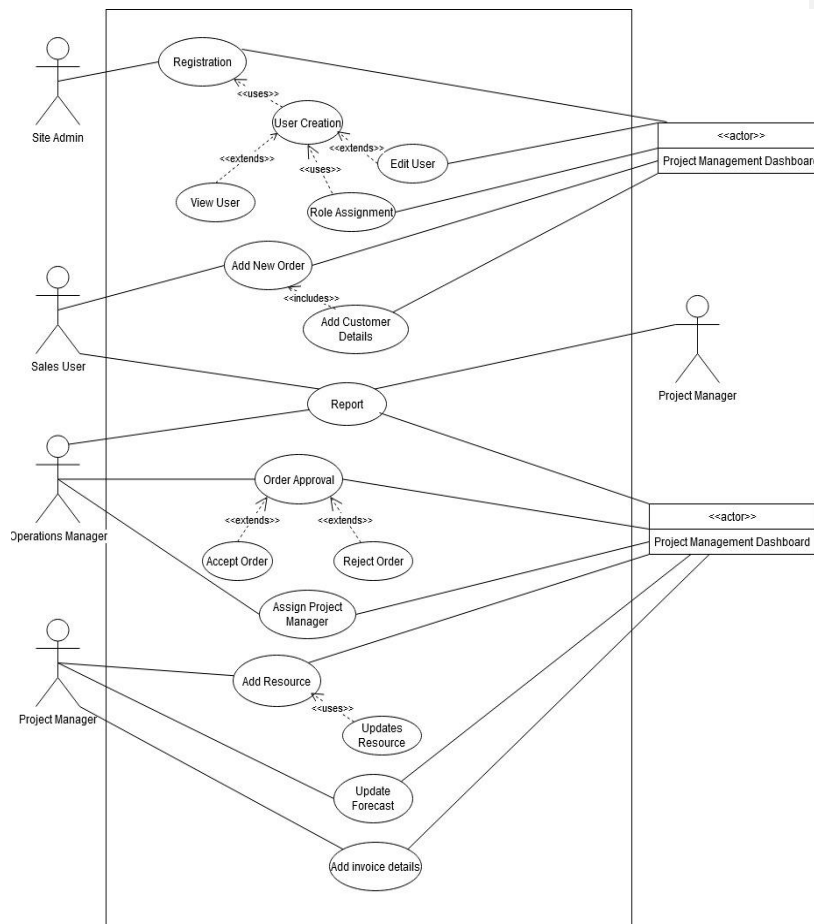 Registration
<<uses>>
User Creation
Site Admin
<<actor>>
<<extends>>
<<extends>>
Edit User
Project Management Dashboard
<<uses>>
View User
Role Assignment
Add New Order
<<includes>>
Add Customer
Details
Sales User
Project Manager
Report
Order Approval
<<actor>>
<<extends>>
<<extends>>
Operations Manager
Project Management Dashboard
Accept Order
Reject Order
Assign Project
Manager
Add Resource
<<uses>>
Project Manager
Updates
Resource
Update
Forecast
Add invoice details